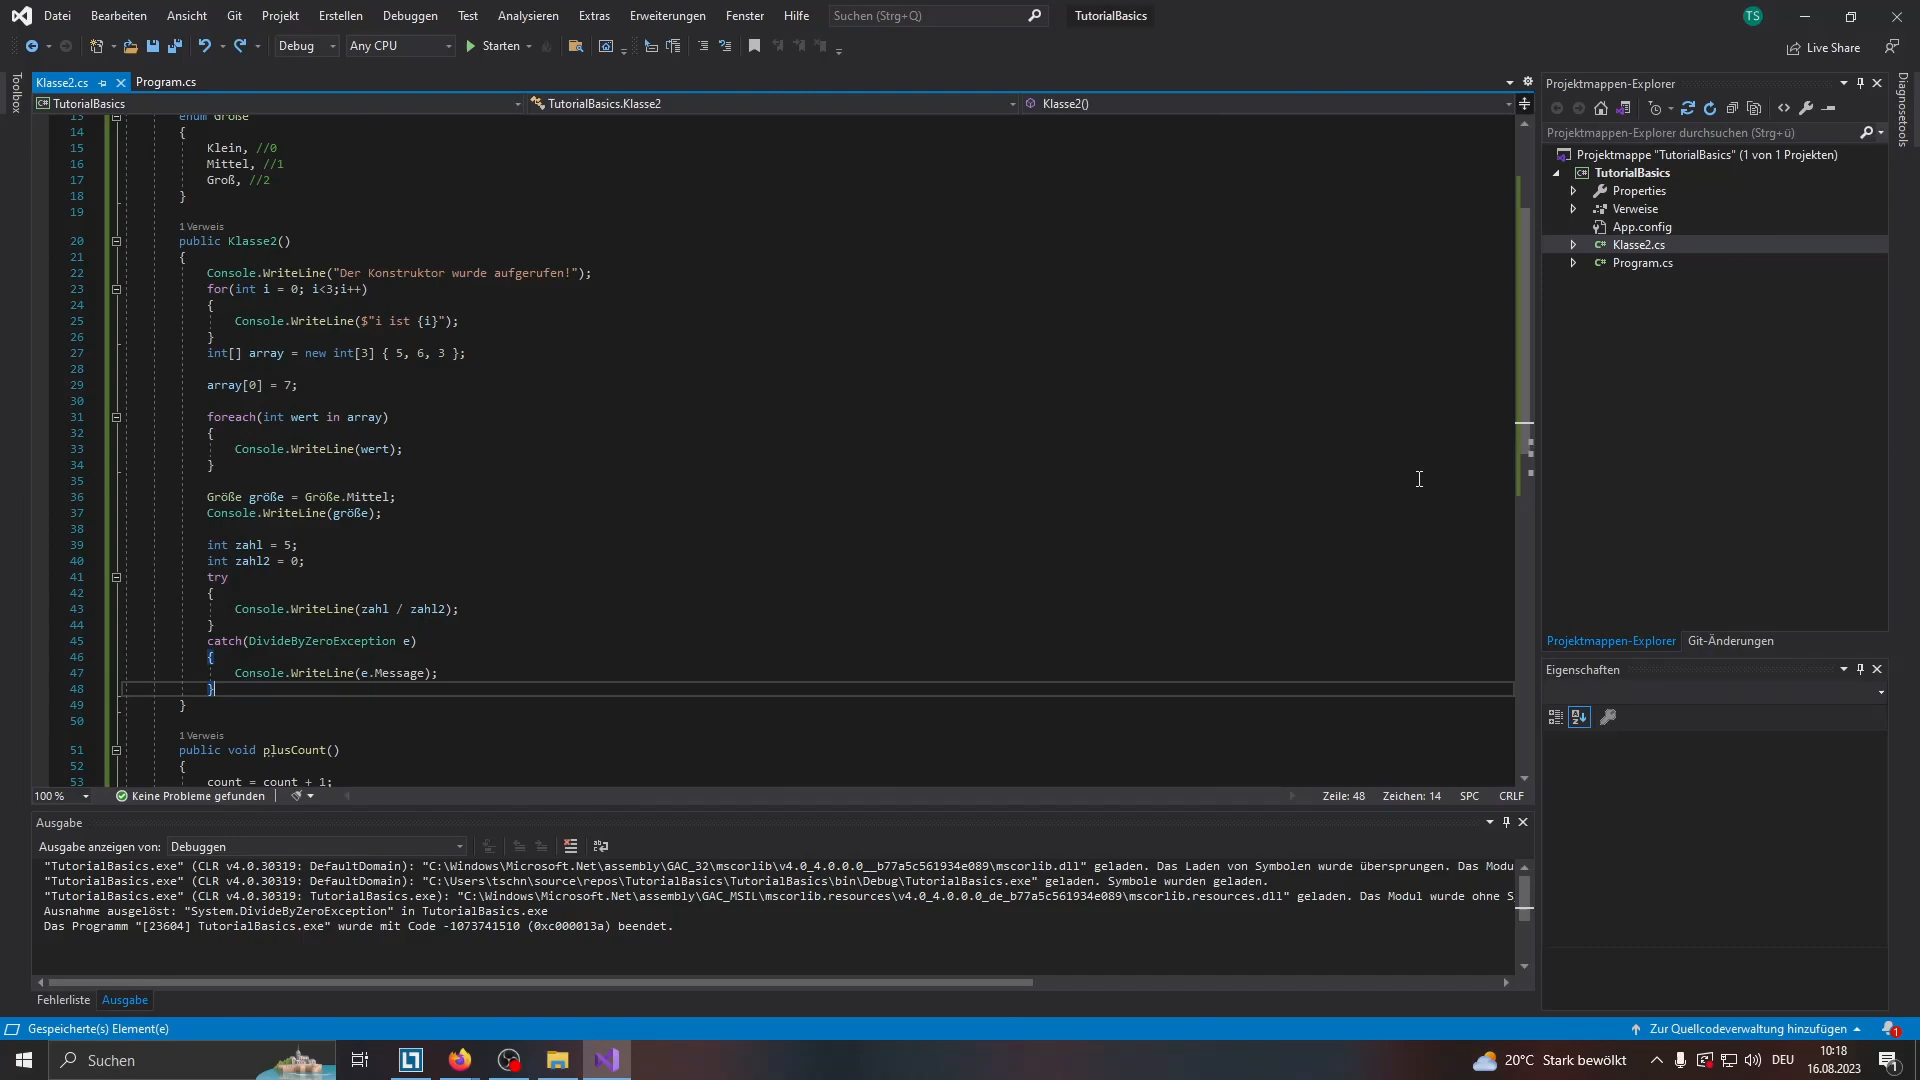 Datei Bearbeiten Ansicht Git Projekt Erstellen Debuggen Test Analysieren Extras Erweiterungen Fenster Hilfe Suchen (Strg+Q) TutorialBasics TS
Debug Any CPU Starten Live Share
Toolbox
Klasse2.cs Program.cs
TutorialBasics TutorialBasics.Klasse2 Klasse2()
13 enum Größe
14 {
15 Klein, //0
16 Mittel, //1
17 Groß, //2
18 }
19
1 Verweis
20 public Klasse2()
21 {
22 Console.WriteLine("Der Konstruktor wurde aufgerufen!");
23 for(int i = 0; i<3;i++)
24 {
25 Console.WriteLine($"i ist {i}");
26 }
27 int[] array = new int[3] { 5, 6, 3 };
28
29 array[0] = 7;
30
31 foreach(int wert in array)
32 {
33 Console.WriteLine(wert);
34 }
35
36 Größe größe = Größe.Mittel;
37 Console.WriteLine(größe);
38
39 int zahl = 5;
40 int zahl2 = 0;
41 try
42 {
43 Console.WriteLine(zahl / zahl2);
44 }
45 catch(DivideByZeroException e)
46 {
47 Console.WriteLine(e.Message);
48 }
49 }
50
1 Verweis
51 public void plusCount()
52 {
53 count = count + 1;
100 % Keine Probleme gefunden Zeile: 48 Zeichen: 14 SPC CRLF
Ausgabe
Ausgabe anzeigen von: Debuggen
"TutorialBasics.exe" (CLR v4.0.30319: DefaultDomain): "C:\Windows\Microsoft.Net\assembly\GAC_32\mscorlib\v4.0_4.0.0.0__b77a5c561934e089\mscorlib.dll" geladen. Das Laden von Symbolen wurde übersprungen. Das Modu
"TutorialBasics.exe" (CLR v4.0.30319: DefaultDomain): "C:\Users\tschn\source\repos\TutorialBasics\TutorialBasics\bin\Debug\TutorialBasics.exe" geladen. Symbole wurden geladen.
"TutorialBasics.exe" (CLR v4.0.30319: TutorialBasics.exe): "C:\Windows\Microsoft.Net\assembly\GAC_MSIL\mscorlib.resources\v4.0_4.0.0.0_de_b77a5c561934e089\mscorlib.resources.dll" geladen. Das Modul wurde ohne S
Ausnahme ausgelöst: "System.DivideByZeroException" in TutorialBasics.exe
Das Programm "[23604] TutorialBasics.exe" wurde mit Code -1073741510 (0xc000013a) beendet.
Fehlerliste Ausgabe
Projektmappen-Explorer
Projektmappen-Explorer durchsuchen (Strg+ü)
Projektmappe "TutorialBasics" (1 von 1 Projekten)
TutorialBasics
Properties
Verweise
App.config
Klasse2.cs
Program.cs
Projektmappen-Explorer Git-Änderungen
Eigenschaften
Diagnosetools
Gespeicherte(s) Element(e) Zur Quellcodeverwaltung hinzufügen 1
Suchen 20°C Stark bewölkt DEU 10:18
16.08.2023 1